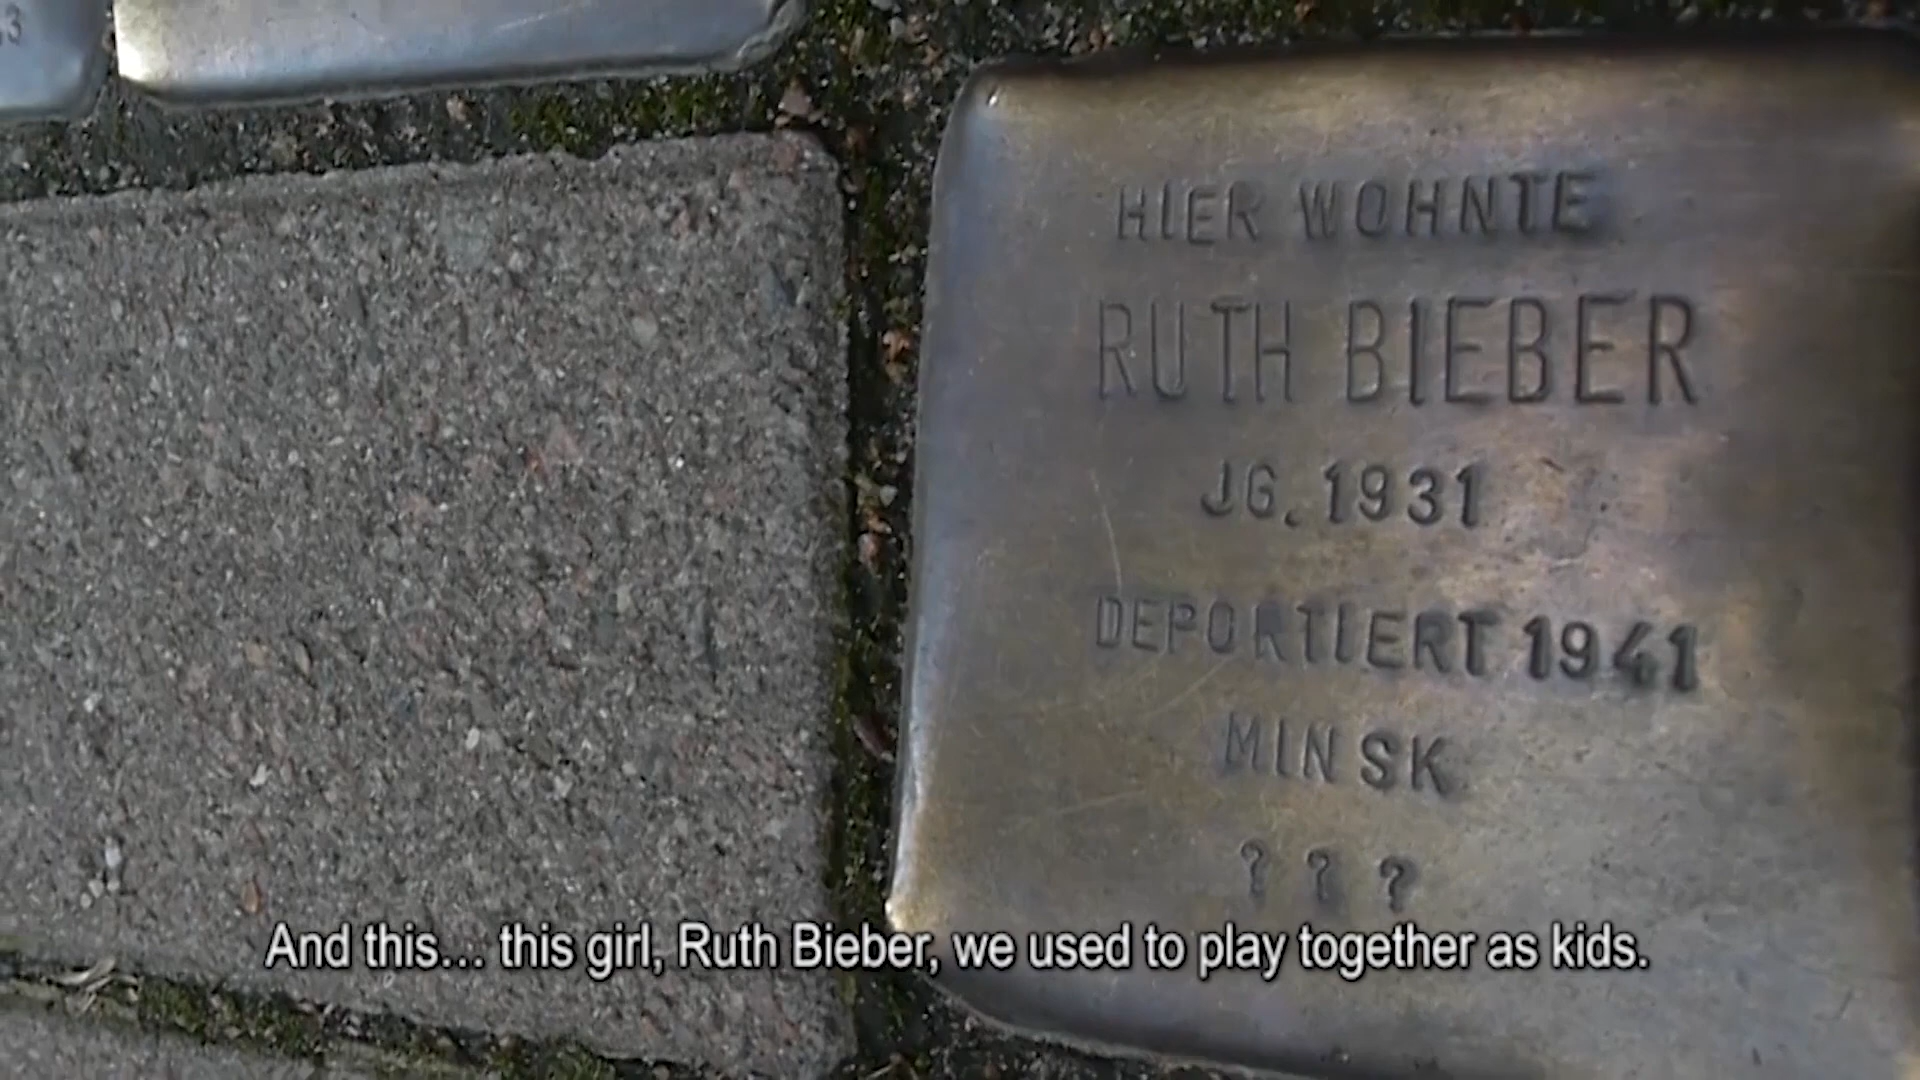 3
HIER WOHNTE
RUTH BIEBER
JG. 1931
DEPORTIERT 1941
MINSK
? ? ?
And this... this girl, Ruth Bieber, we used to play together as kids.